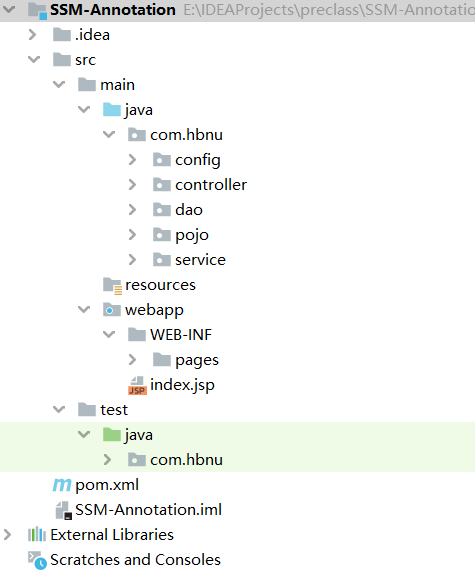 SSM-Annotation E:\IDEAProjects\preclass\SSM-Annotatio
.idea
src
main
java
com.hbnu
config
controller
dao
pojo
service
resources
webapp
WEB-INF
pages
JSP index.jsp
test
java
com.hbnu
m pom.xml
SSM-Annotation.iml
External Libraries
Scratches and Consoles